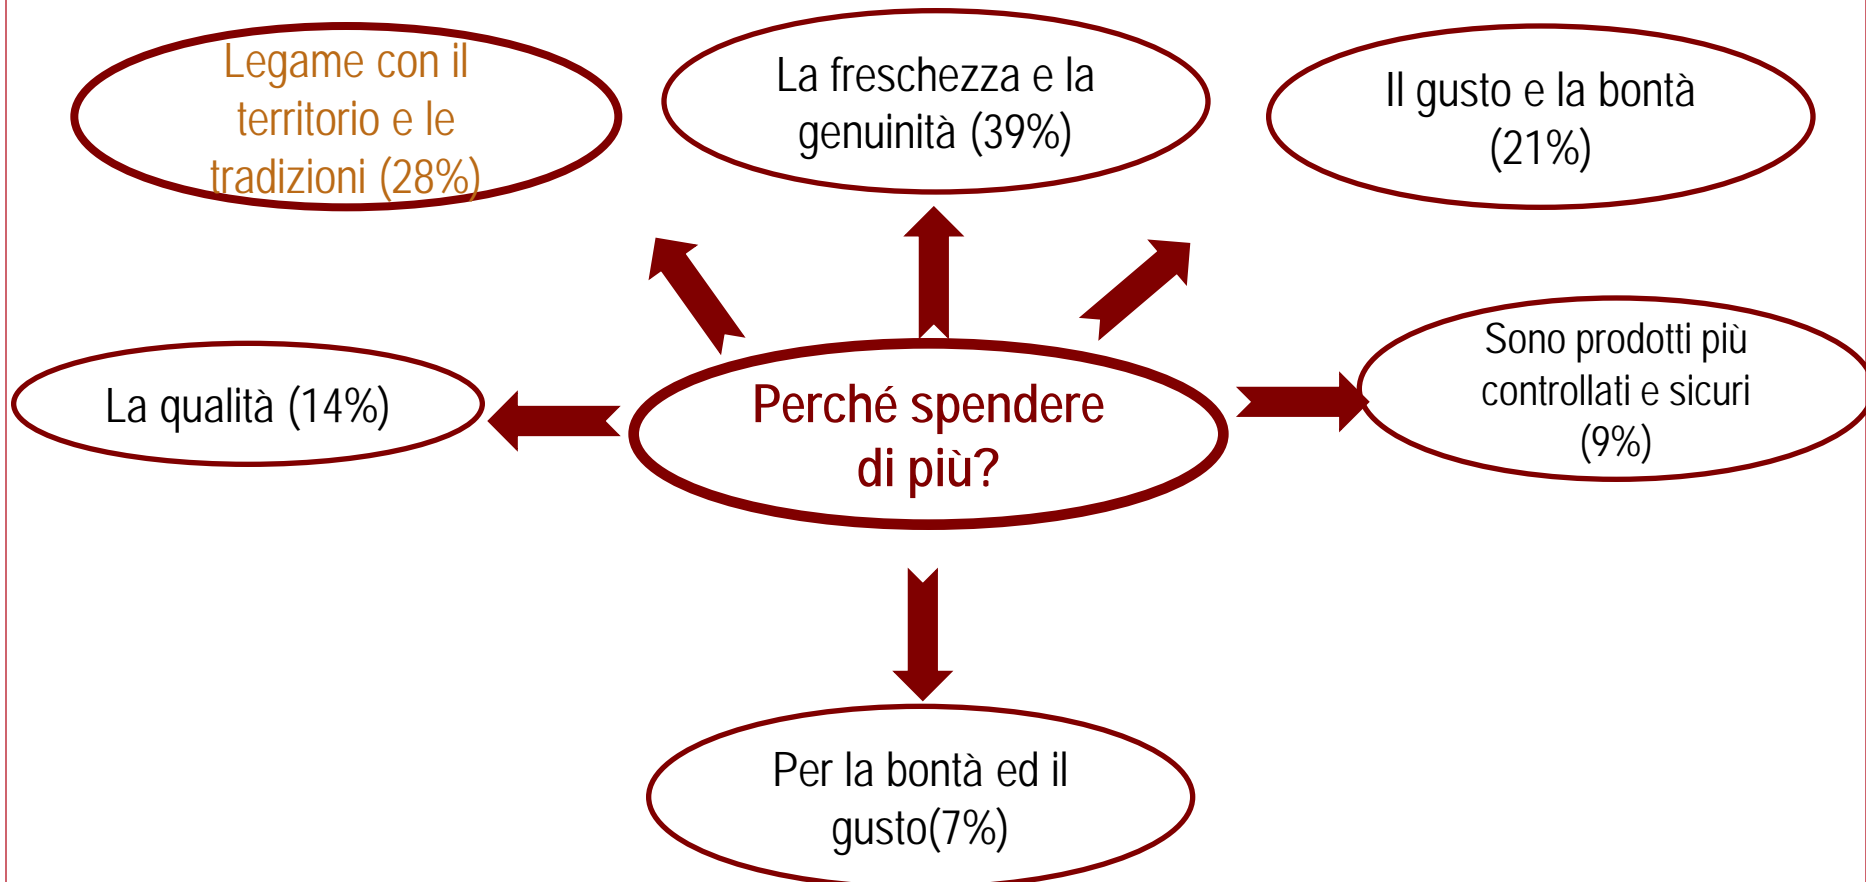 Legame con il
territorio e le
tradizioni (28%)
La freschezza e la
genuinità (39%)
Il gusto e la bontà
(21%)
La qualità (14%)
Perché spendere
di più?
Sono prodotti più
controllati e sicuri
(9%)
Per la bontà ed il
gusto(7%)